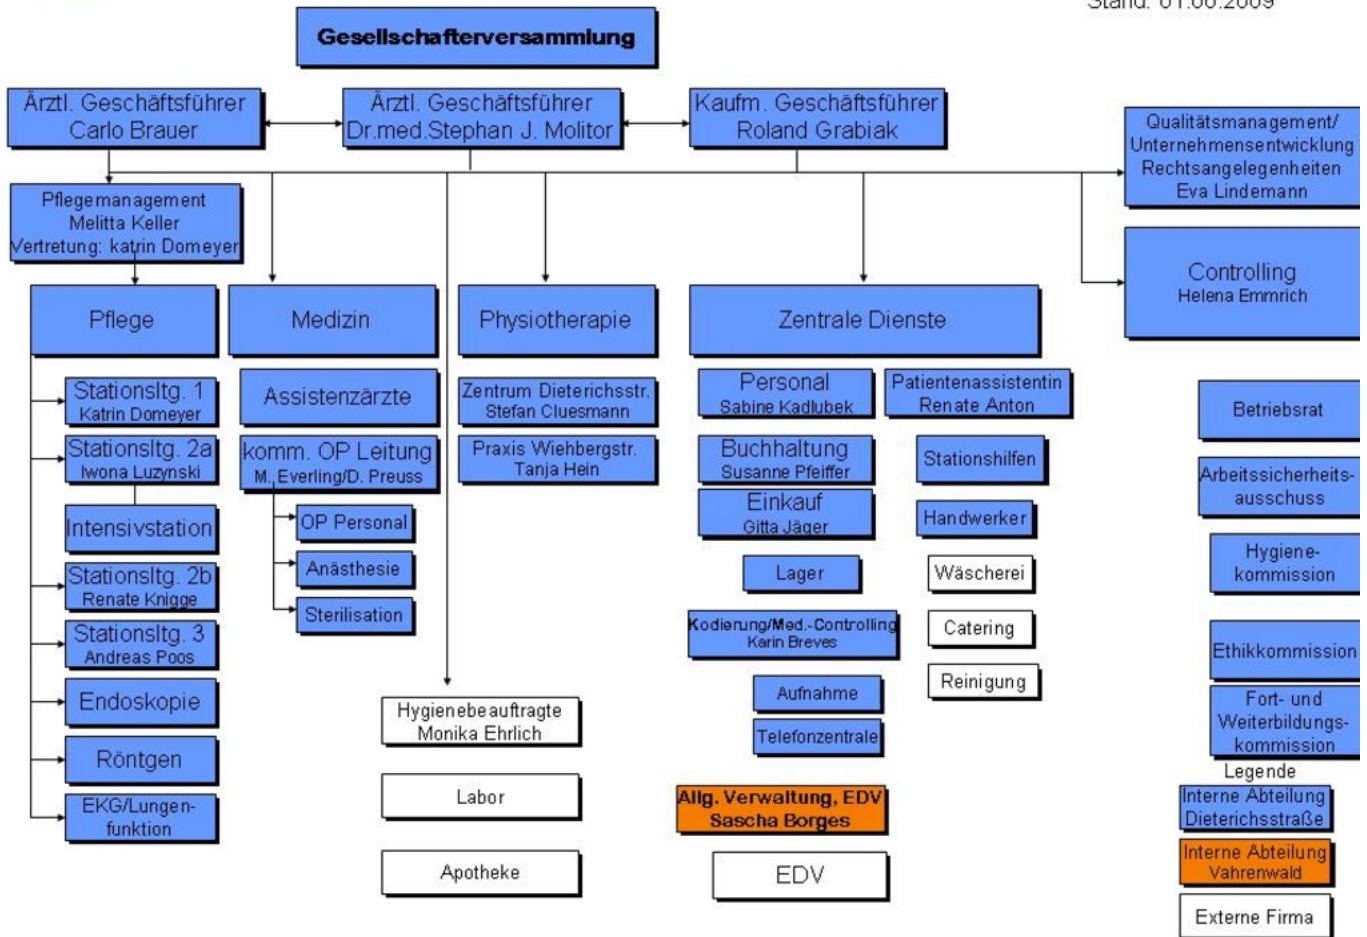 Stand: 01.06.2009
Gesellschafterversammlung
Ärztl. Geschäftsführer
Carlo Brauer
Ärztl. Geschäftsführer
Dr.med.Stephan J. Molitor
Kaufm. Geschäftsführer
Roland Grabiak
Qualitätsmanagement/
Unternehmensentwicklung
Rechtsangelegenheiten
Eva Lindemann
Pflegemanagement
Melitta Keller
Vertretung: katrin Domeyer
Controlling
Helena Emmrich
Pflege
Medizin
Physiotherapie
Zentrale Dienste
Stationsltg. 1
Katrin Domeyer
Stationsltg. 2a
Iwona Luzynski
Intensivstation
Stationsltg. 2b
Renate Knigge
Stationsltg. 3
Andreas Poos
Endoskopie
Röntgen
EKG/Lungen-
funktion
Assistenzärzte
komm. OP Leitung
M. Everling/D. Preuss
OP Personal
Anästhesie
Sterilisation
Zentrum Dieterichsstr.
Stefan Cluesmann
Praxis Wiehbergstr.
Tanja Hein
Hygienebeauftragte
Monika Ehrlich
Labor
Apotheke
Personal
Sabine Kadlubek
Buchhaltung
Susanne Pfeiffer
Einkauf
Gitta Jäger
Lager
Kodierung/Med.-Controlling
Karin Breves
Aufnahme
Telefonzentrale
Allg. Verwaltung, EDV
Sascha Borges
EDV
Patientenassistentin
Renate Anton
Stationshilfen
Handwerker
Wäscherei
Catering
Reinigung
Betriebsrat
Arbeitssicherheits-
ausschuss
Hygiene-
kommission
Ethikkommission
Fort- und
Weiterbildungs-
kommission
Legende
Interne Abteilung
Dieterichsstraße
Interne Abteilung
Vahrenwald
Externe Firma